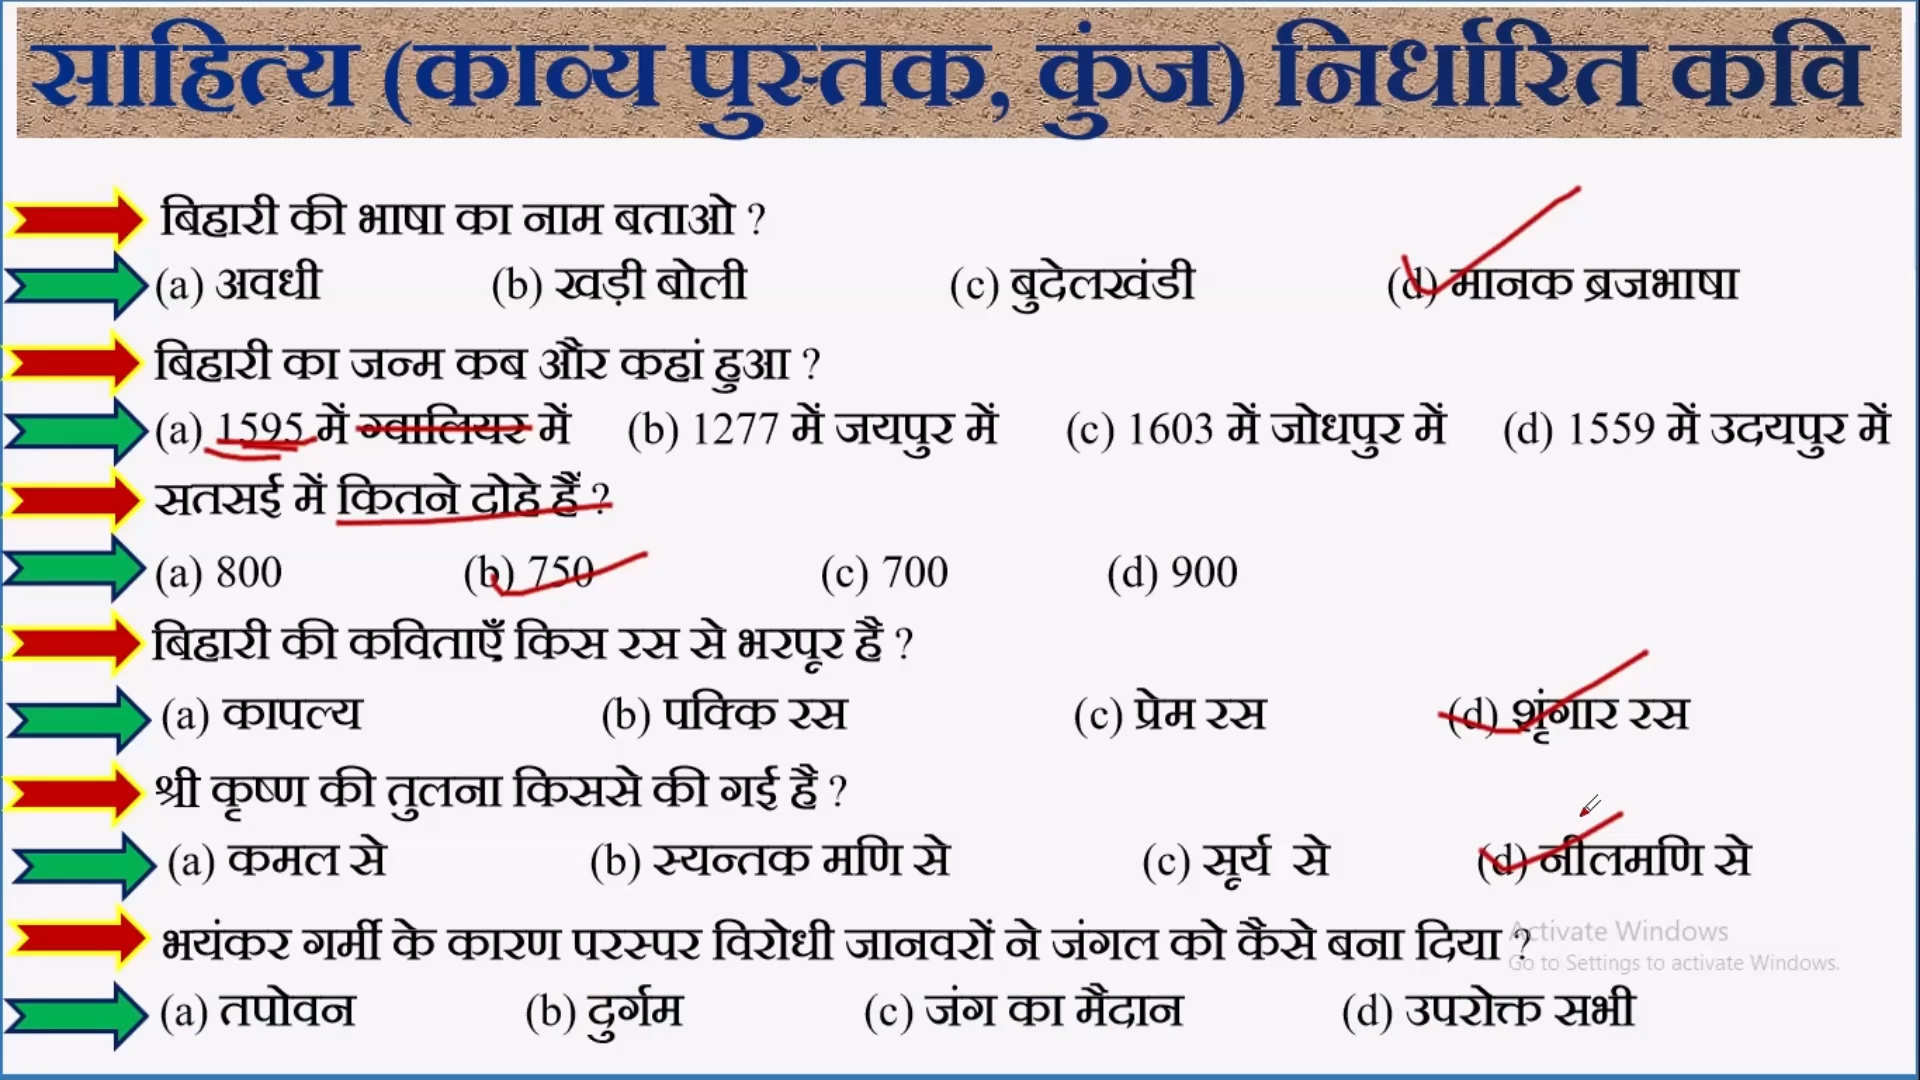 साहित्य (काव्य पुस्तक, कुंज) निर्धारित कवि
बिहारी की भाषा का नाम बताओ ?
(a) अवधी (b) खड़ी बोली (c) बुदेलखंडी (d) मानक ब्रजभाषा
बिहारी का जन्म कब और कहां हुआ ?
(a) 1595 में ग्वालियर में (b) 1277 में जयपुर में (c) 1603 में जोधपुर में (d) 1559 में उदयपुर में
सतसई में कितने दोहे हैं ?
(a) 800 (b) 750 (c) 700 (d) 900
बिहारी की कविताएँ किस रस से भरपूर है ?
(a) कापल्य (b) पक्कि रस (c) प्रेम रस (d) शृंगार रस
श्री कृष्ण की तुलना किससे की गई है ?
(a) कमल से (b) स्यन्तक मणि से (c) सूर्य से (d) नीलमणि से
भयंकर गर्मी के कारण परस्पर विरोधी जानवरों ने जंगल को कैसे बना दिया ?
Activate Windows
Go to Settings to activate Windows.
(a) तपोवन (b) दुर्गम (c) जंग का मैदान (d) उपरोक्त सभी